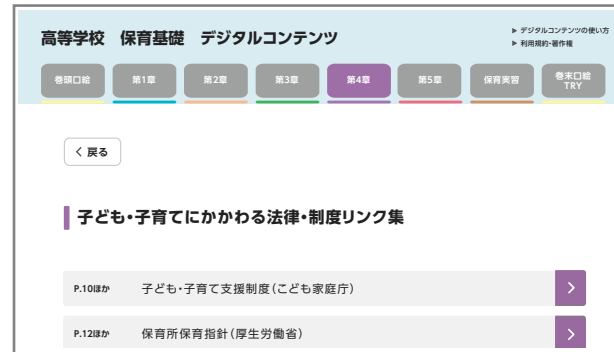 高等学校 保育基礎 デジタルコンテンツ
▶ デジタルコンテンツの使い方
▶ 利用規約・著作権
巻頭口絵 第1章 第2章 第3章 第4章 第5章 保育実習 巻末口絵
TRY
< 戻る
子ども・子育てにかかわる法律・制度リンク集
P.10ほか 子ども・子育て支援制度(こども家庭庁)
P.12ほか 保育所保育指針(厚生労働省)